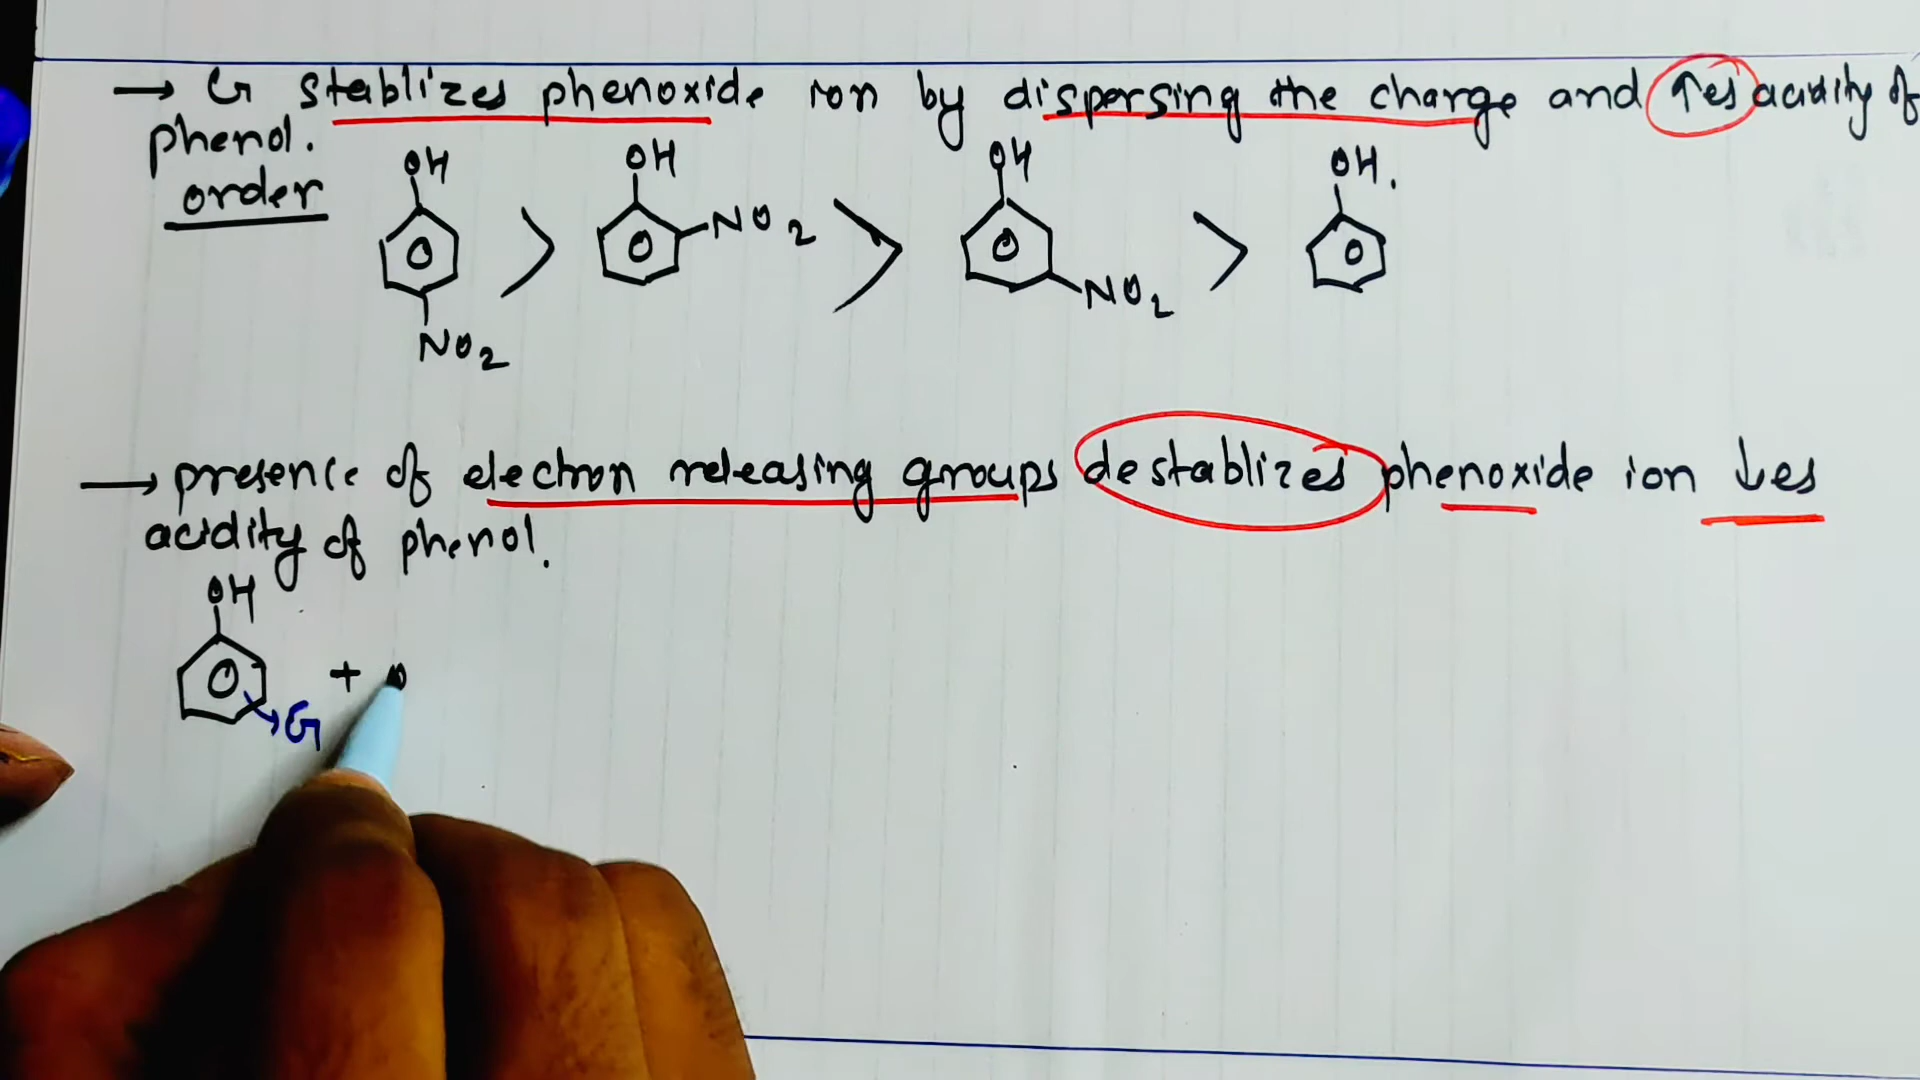 → G stablizes phenoxide ion by dispersing the charge and ↑es acidity of
phenol.
order
OH OH OH OH.
> NO2 > > 
NO2
NO2
→ presence of electron releasing groups destablizes phenoxide ion ↓es
acidity of phenol.
OH
+
G